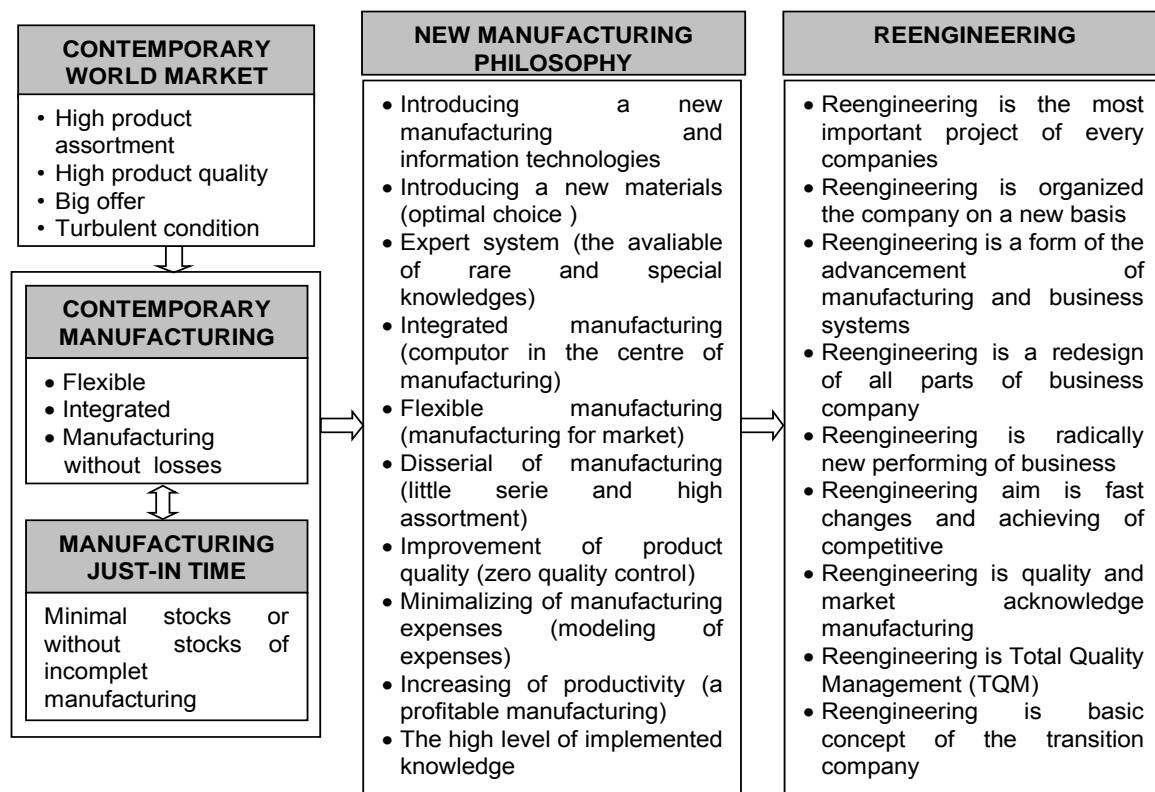 CONTEMPORARY
WORLD MARKET
• High product
assortment
• High product quality
• Big offer
• Turbulent condition
CONTEMPORARY
MANUFACTURING
• Flexible
• Integrated
• Manufacturing
without losses
MANUFACTURING
JUST-IN TIME
Minimal stocks or
without stocks of
incomplet
manufacturing
NEW MANUFACTURING
PHILOSOPHY
• Introducing a new
manufacturing and
information technologies
• Introducing a new materials
(optimal choice )
• Expert system (the avaliable
of rare and special
knowledges)
• Integrated manufacturing
(computor in the centre of
manufacturing)
• Flexible manufacturing
(manufacturing for market)
• Disserial of manufacturing
(little serie and high
assortment)
• Improvement of product
quality (zero quality control)
• Minimalizing of manufacturing
expenses (modeling of
expenses)
• Increasing of productivity (a
profitable manufacturing)
• The high level of implemented
knowledge
REENGINEERING
• Reengineering is the most
important project of every
companies
• Reengineering is organized
the company on a new basis
• Reengineering is a form of the
advancement of
manufacturing and business
systems
• Reengineering is a redesign
of all parts of business
company
• Reengineering is radically
new performing of business
• Reengineering aim is fast
changes and achieving of
competitive
• Reengineering is quality and
market acknowledge
manufacturing
• Reengineering is Total Quality
Management (TQM)
• Reengineering is basic
concept of the transition
company